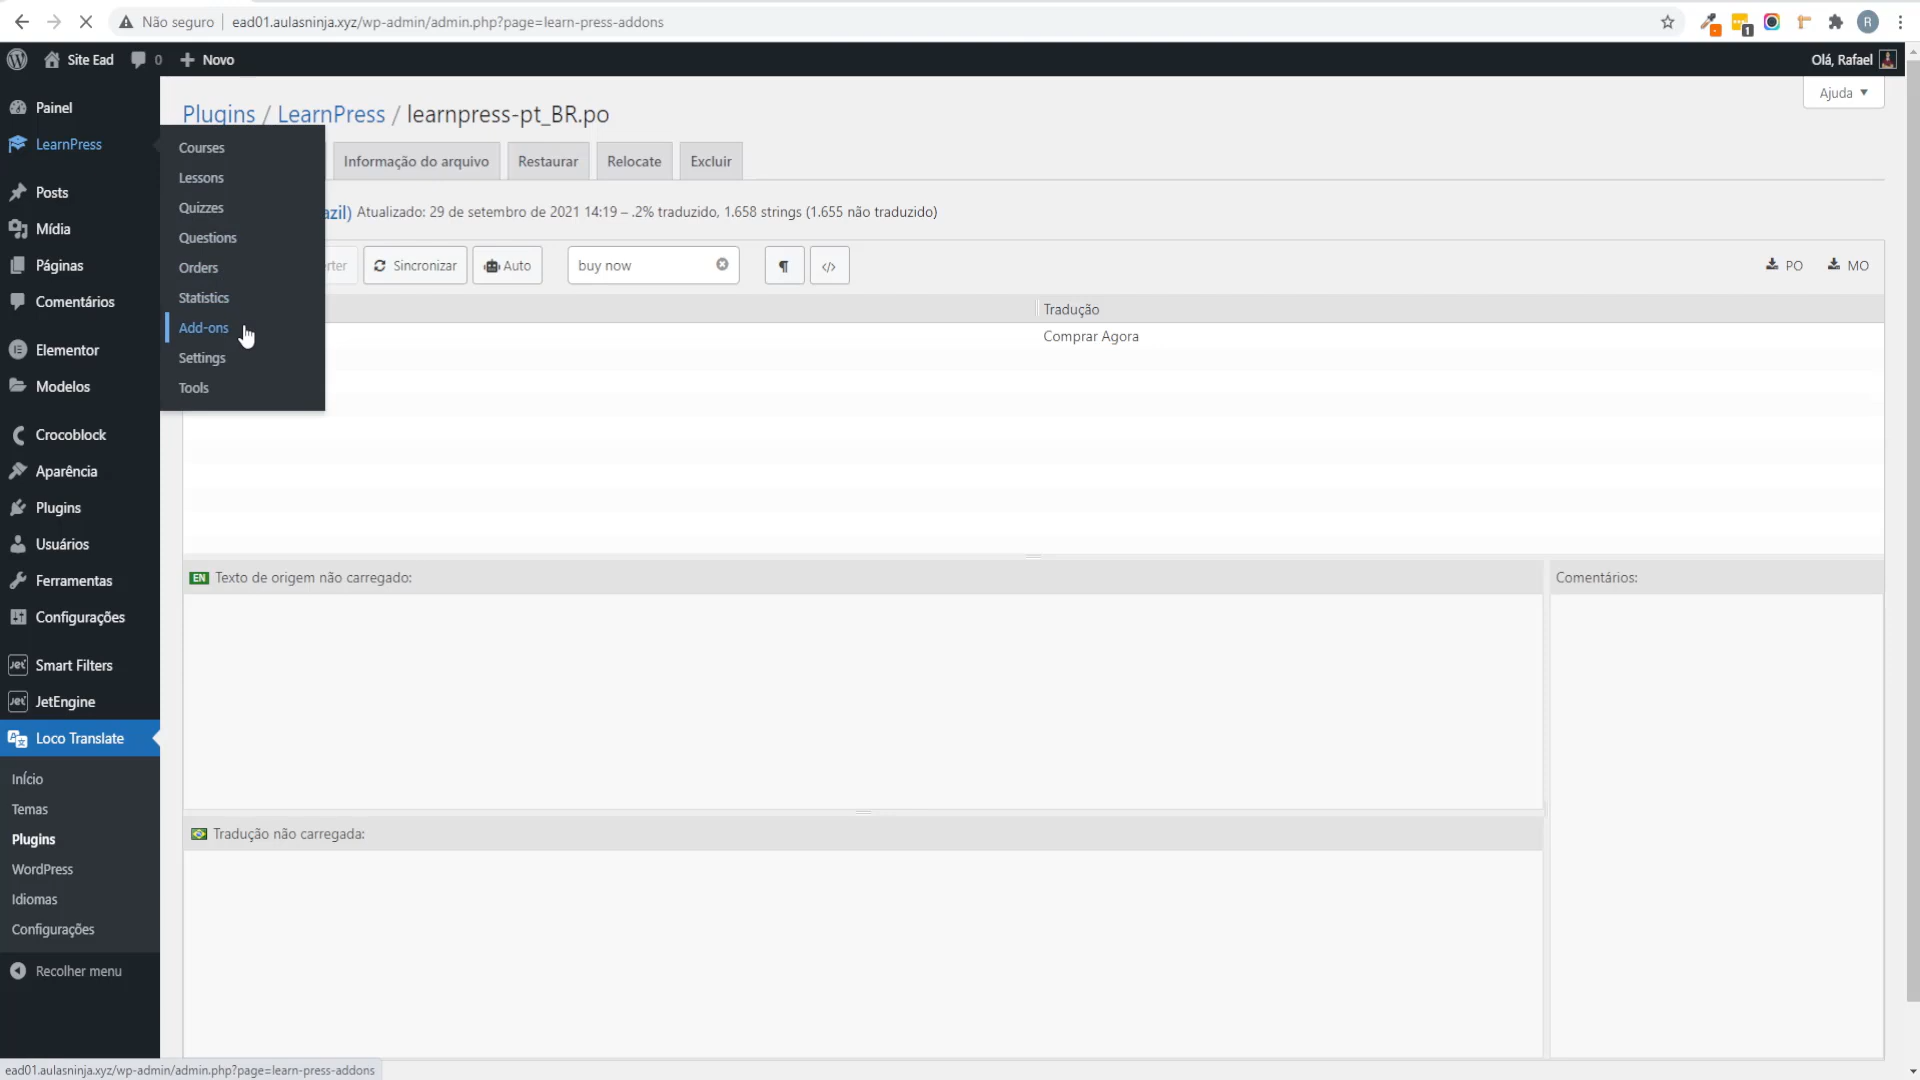 Não seguro
ead01.aulasninja.xyz/wp-admin/admin.php?page=learn-press-addons
R
1
Site Ead
0
Novo
Olá, Rafael
Ajuda
Painel
LearnPress
Posts
Mídia
Páginas
Comentários
Elementor
Modelos
Crocoblock
Aparência
Plugins
Usuários
Ferramentas
Configurações
Smart Filters
JetEngine
Loco Translate
Início
Temas
Plugins
WordPress
Idiomas
Configurações
Recolher menu
Courses
Lessons
Quizzes
Questions
Orders
Statistics
Add-ons
Settings
Tools
Plugins / LearnPress / learnpress-pt_BR.po
Informação do arquivo
Restaurar
Relocate
Excluir
azil) Atualizado: 29 de setembro de 2021 14:19 – .2% traduzido, 1.658 strings (1.655 não traduzido)
rter
Sincronizar
Auto
buy now
¶
</>
PO
MO
Tradução
Comprar Agora
EN Texto de origem não carregado:
Comentários:
Tradução não carregada:
ead01.aulasninja.xyz/wp-admin/admin.php?page=learn-press-addons